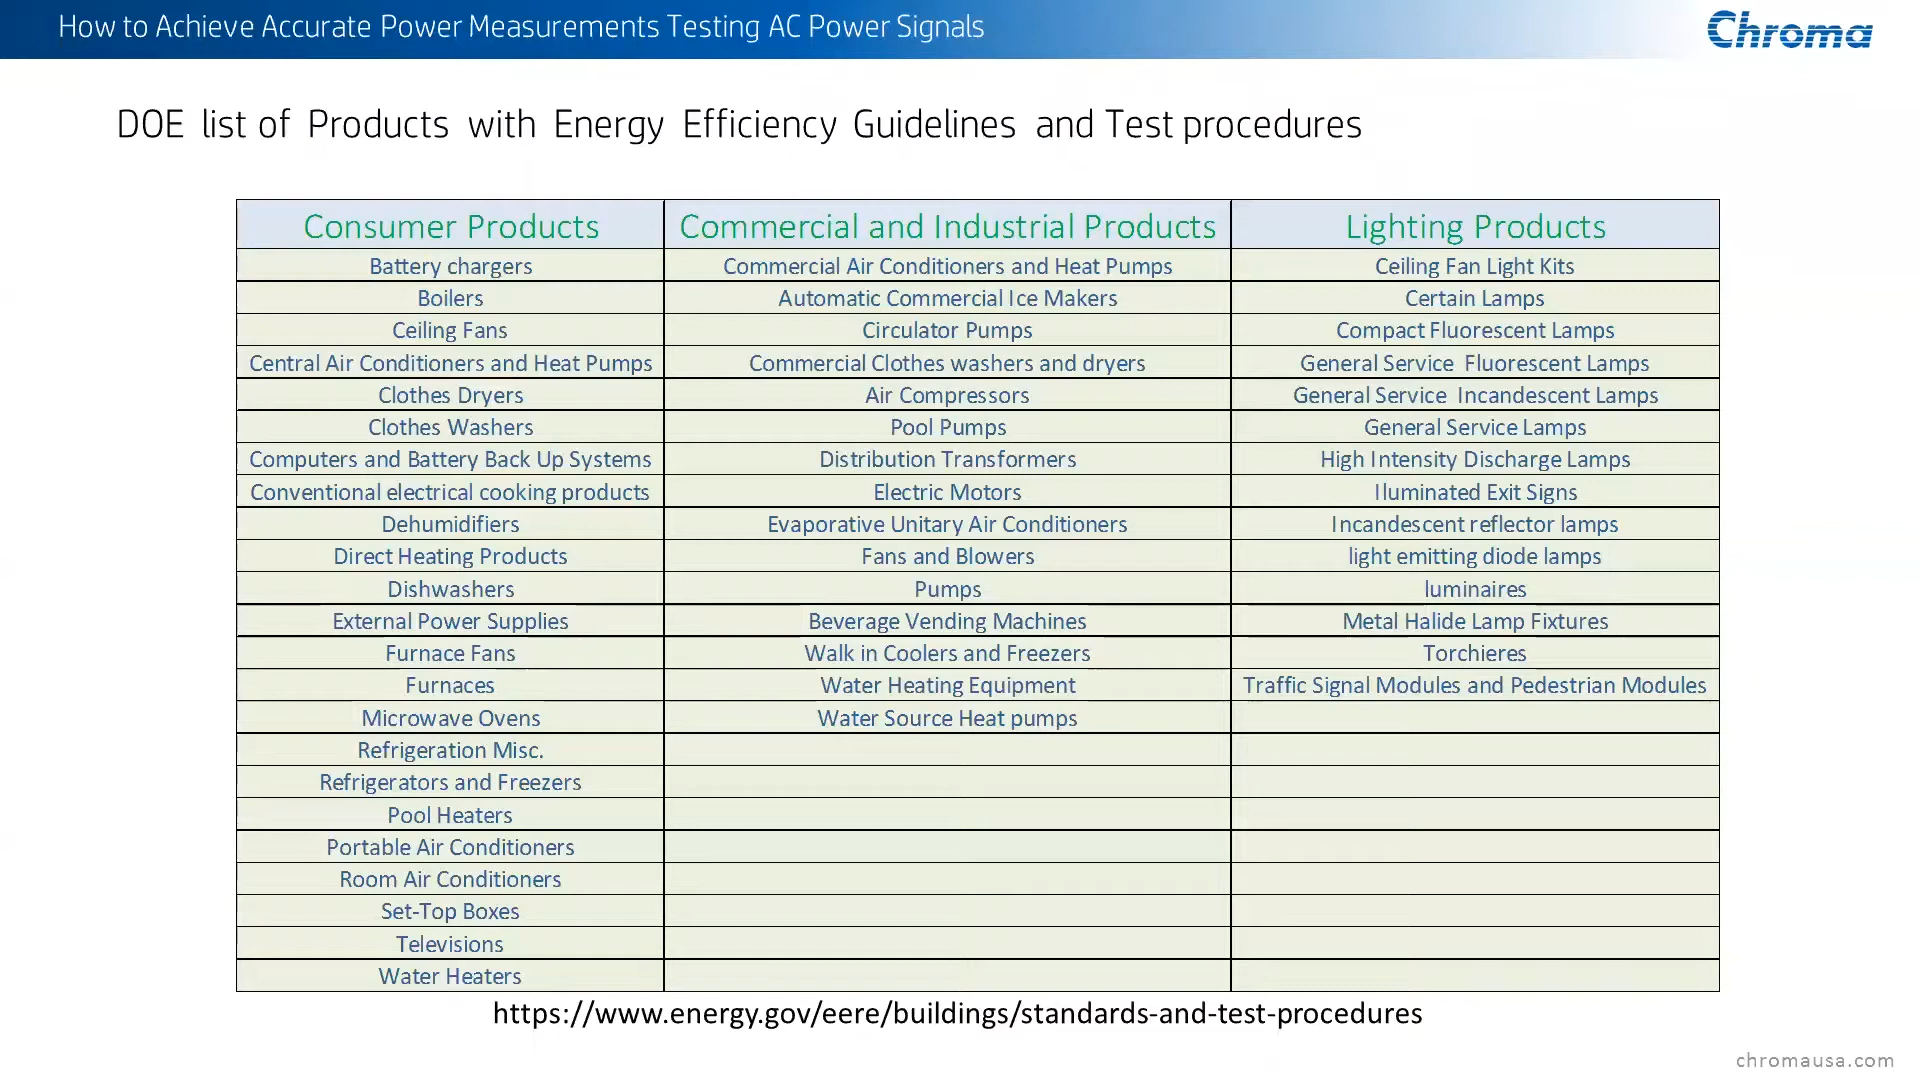 How to Achieve Accurate Power Measurements Testing AC Power Signals
Chroma
DOE list of Products with Energy Efficiency Guidelines and Test procedures
Consumer Products Commercial and Industrial Products Lighting Products
Battery chargers Commercial Air Conditioners and Heat Pumps Ceiling Fan Light Kits
Boilers Automatic Commercial Ice Makers Certain Lamps
Ceiling Fans Circulator Pumps Compact Fluorescent Lamps
Central Air Conditioners and Heat Pumps Commercial Clothes washers and dryers General Service Fluorescent Lamps
Clothes Dryers Air Compressors General Service Incandescent Lamps
Clothes Washers Pool Pumps General Service Lamps
Computers and Battery Back Up Systems Distribution Transformers High Intensity Discharge Lamps
Conventional electrical cooking products Electric Motors Iluminated Exit Signs
Dehumidifiers Evaporative Unitary Air Conditioners Incandescent reflector lamps
Direct Heating Products Fans and Blowers light emitting diode lamps
Dishwashers Pumps luminaires
External Power Supplies Beverage Vending Machines Metal Halide Lamp Fixtures
Furnace Fans Walk in Coolers and Freezers Torchieres
Furnaces Water Heating Equipment Traffic Signal Modules and Pedestrian Modules
Microwave Ovens Water Source Heat pumps
Refrigeration Misc.
Refrigerators and Freezers
Pool Heaters
Portable Air Conditioners
Room Air Conditioners
Set-Top Boxes
Televisions
Water Heaters
https://www.energy.gov/eere/buildings/standards-and-test-procedures
chromausa.com